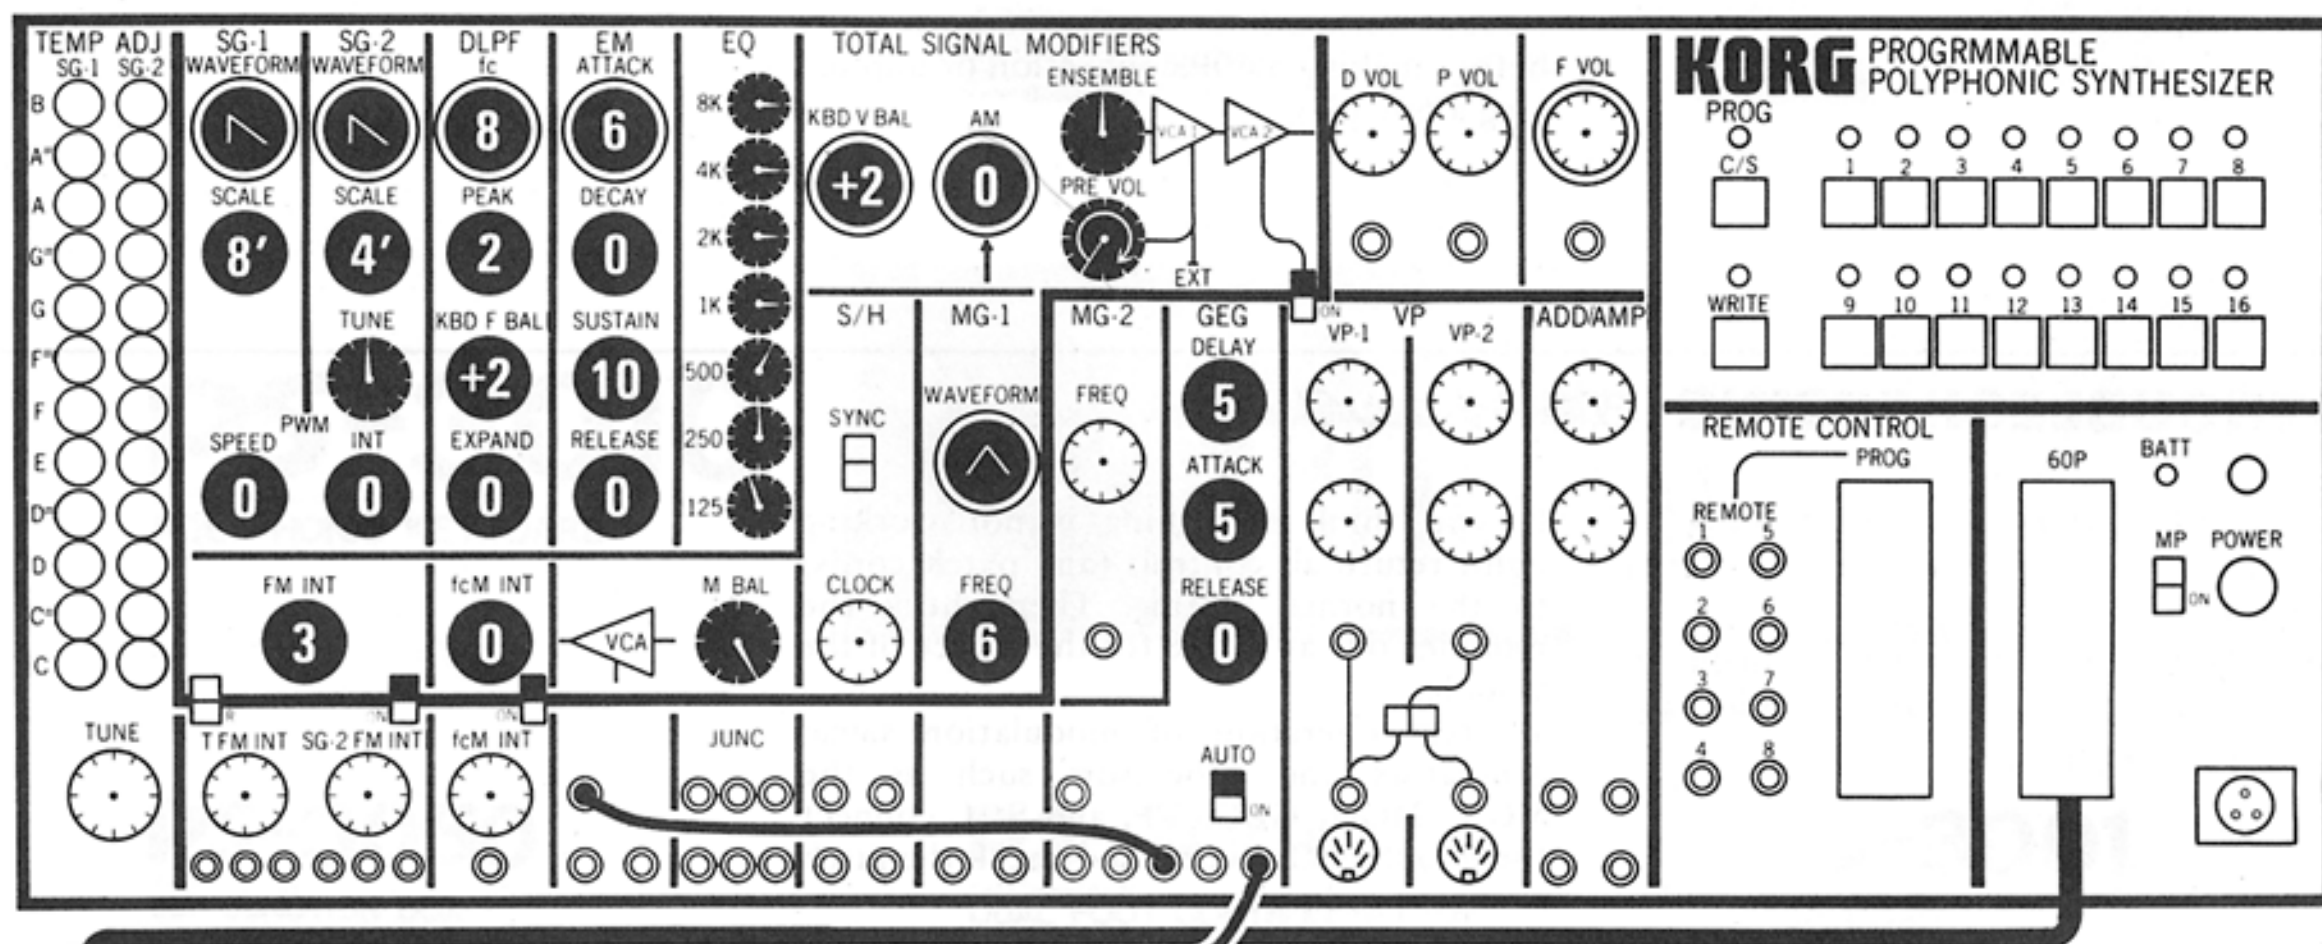 TEMP ADJ
SG-1 SG-2
B
A#
A
G#
G
F#
F
E
D#
D
C#
C
TUNE
SG-1
WAVEFORM
SCALE
8'
SG-2
WAVEFORM
SCALE
4'
TUNE
PWM
SPEED
0
INT
0
DLPF
fc
8
PEAK
2
KBD F BAL
+2
EXPAND
0
EM
ATTACK
6
DECAY
0
SUSTAIN
10
RELEASE
0
EQ
8K
4K
2K
1K
500
250
125
FM INT
3
fcM INT
0
VCA
M BAL
R
ON
ON
T FM INT
SG-2 FM INT
fcM INT
JUNC
TOTAL SIGNAL MODIFIERS
KBD V BAL
+2
AM
0
ENSEMBLE
PRE VOL
VCA 1
VCA 2
EXT
ON
S/H
SYNC
CLOCK
MG-1
WAVEFORM
FREQ
6
MG-2
FREQ
GEG
DELAY
5
ATTACK
5
RELEASE
0
AUTO
ON
D VOL
P VOL
F VOL
VP
VP-1
VP-2
ADD/AMP
KORG PROGRMMABLE
POLYPHONIC SYNTHESIZER
PROG
C/S
1 2 3 4 5 6 7 8
WRITE
9 10 11 12 13 14 15 16
REMOTE CONTROL
PROG
REMOTE
1 5
2 6
3 7
4 8
60P
BATT
MP
ON
POWER